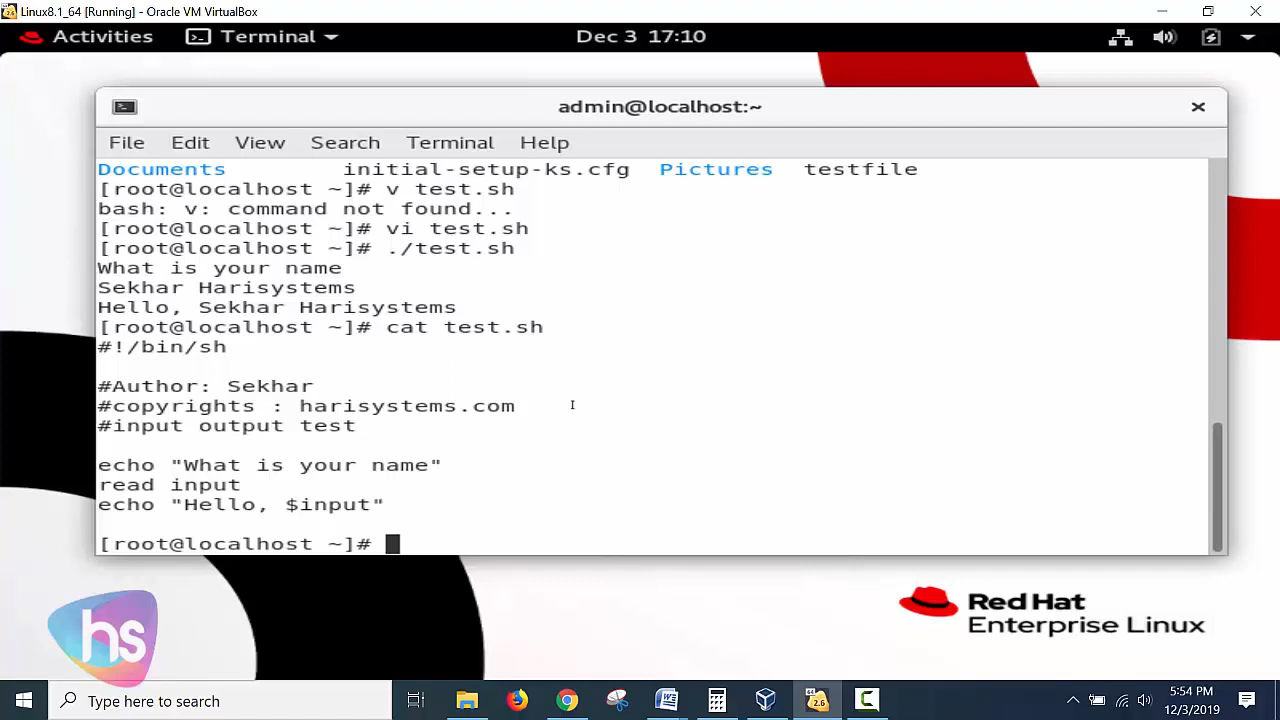 Linux8.1_64 [Running] - Oracle VM VirtualBox
Activities Terminal Dec 3 17:10
admin@localhost:~
File Edit View Search Terminal Help
Documents initial-setup-ks.cfg Pictures testfile
[root@localhost ~]# v test.sh
bash: v: command not found...
[root@localhost ~]# vi test.sh
[root@localhost ~]# ./test.sh
What is your name
Sekhar Harisystems
Hello, Sekhar Harisystems
[root@localhost ~]# cat test.sh
#!/bin/sh
#Author: Sekhar
#copyrights : harisystems.com
#input output test
echo "What is your name"
read input
echo "Hello, $input"
[root@localhost ~]#
Red Hat
Enterprise Linux
hs
Type here to search
2.6
5:54 PM
12/3/2019